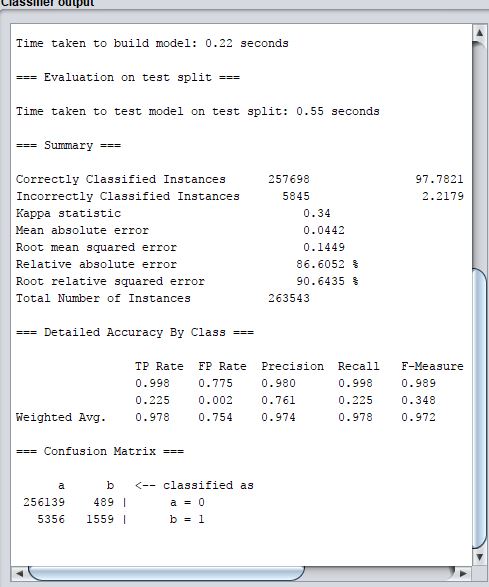 Classifier output
Time taken to build model: 0.22 seconds
=== Evaluation on test split ===
Time taken to test model on test split: 0.55 seconds
=== Summary ===
Correctly Classified Instances 257698 97.7821
Incorrectly Classified Instances 5845 2.2179
Kappa statistic 0.34
Mean absolute error 0.0442
Root mean squared error 0.1449
Relative absolute error 86.6052 %
Root relative squared error 90.6435 %
Total Number of Instances 263543
=== Detailed Accuracy By Class ===
TP Rate FP Rate Precision Recall F-Measure
0.998 0.775 0.980 0.998 0.989
0.225 0.002 0.761 0.225 0.348
Weighted Avg. 0.978 0.754 0.974 0.978 0.972
=== Confusion Matrix ===
a b <-- classified as
256139 489 | a = 0
5356 1559 | b = 1